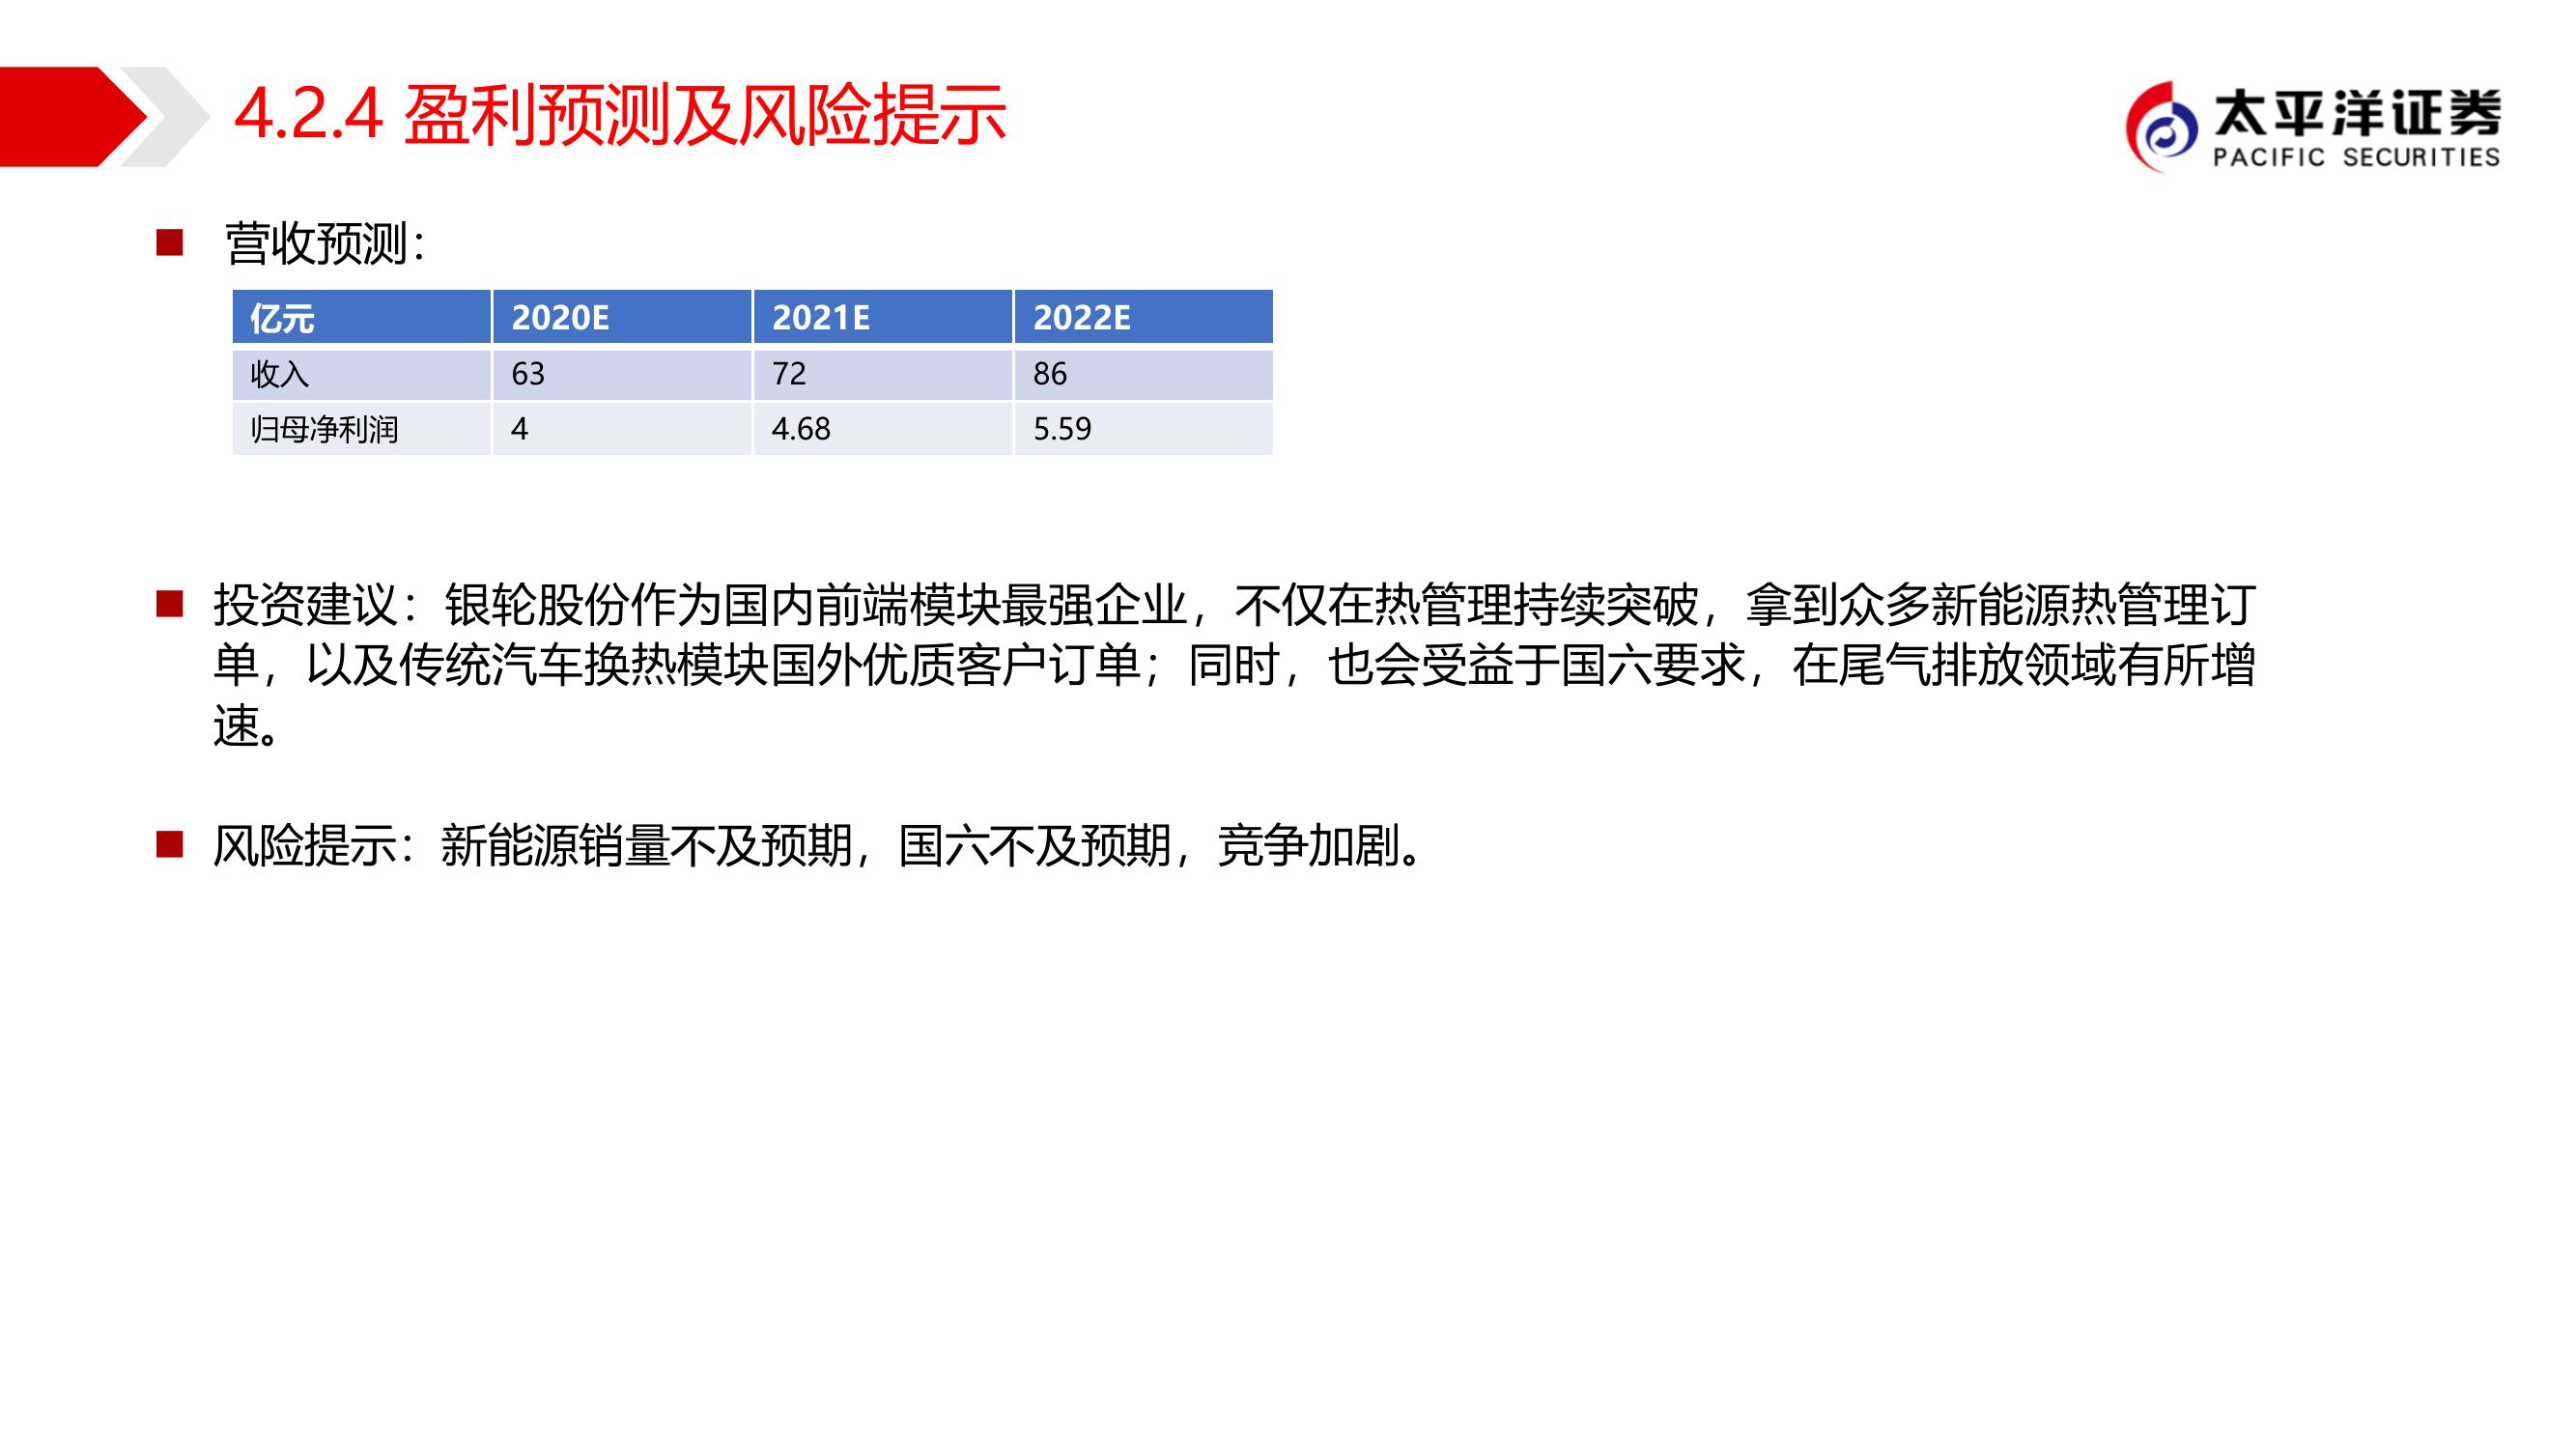 4.2.4 盈利预测及风险提示
太平洋证券
PACIFIC SECURITIES
营收预测：
亿元 2020E 2021E 2022E
收入 63 72 86
归母净利润 4 4.68 5.59
投资建议：银轮股份作为国内前端模块最强企业，不仅在热管理持续突破，拿到众多新能源热管理订
单，以及传统汽车换热模块国外优质客户订单；同时，也会受益于国六要求，在尾气排放领域有所增
速。
风险提示：新能源销量不及预期，国六不及预期，竞争加剧。